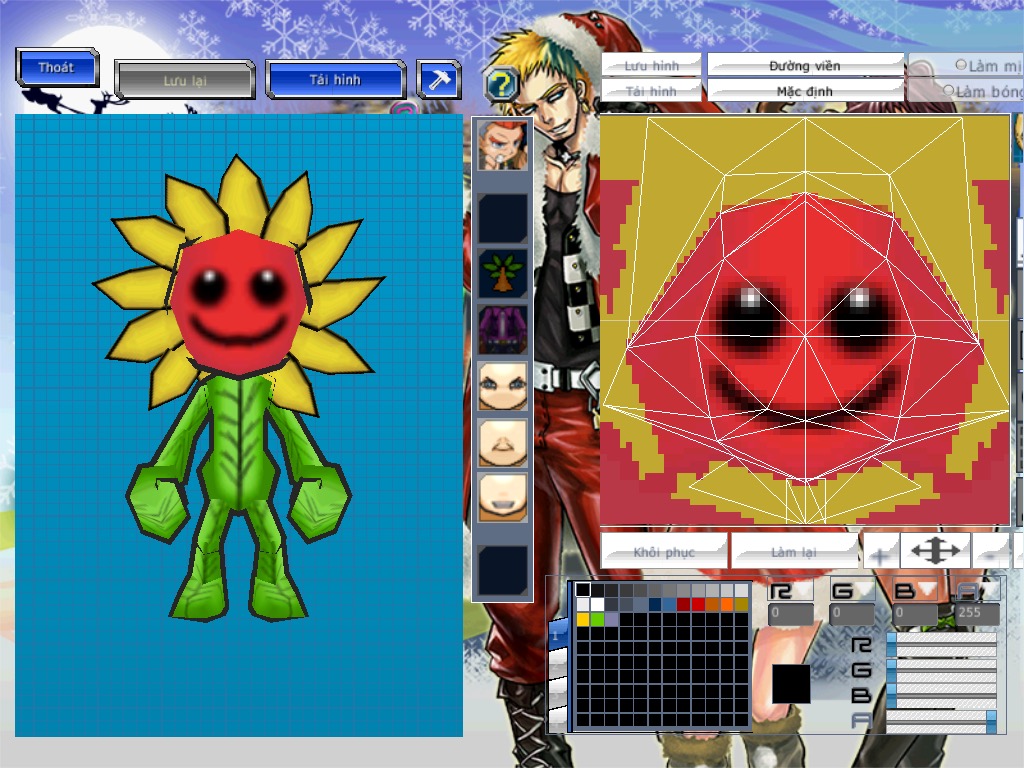 Thoát
Lưu lại
Tải hình
?
Lưu hình
Đường viền
Làm mị
Tải hình
Mặc định
Làm bóng
Khôi phục
Làm lại
+
-
R G B A
0 0 0 255
1
R
G
B
A